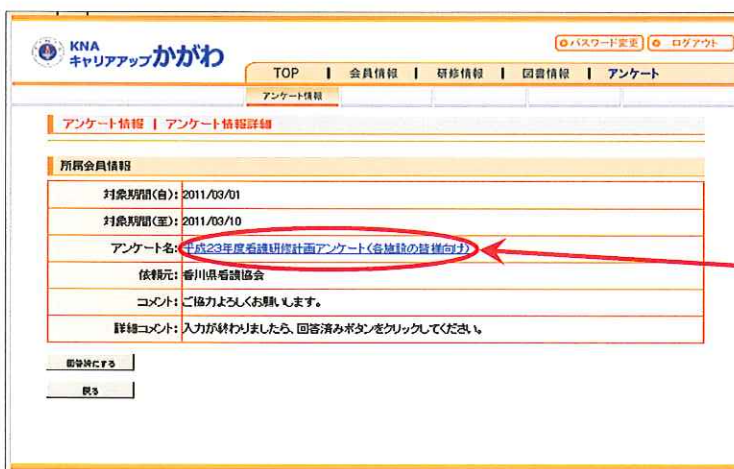 KNA
キャリアアップかがわ
パスワード変更
ログアウト
TOP | 会員情報 | 研修情報 | 図書情報 | アンケート
アンケート情報
アンケート情報 | アンケート情報詳細
所属会員情報
対象期間(自): 2011/03/01
対象期間(至): 2011/03/10
アンケート名: 平成23年度看護研修計画アンケート(各施設の皆様向け)
依頼元: 香川県看護協会
コメント: ご協力よろしくお願いします。
詳細コメント: 入力が終わりましたら、回答済みボタンをクリックしてください。
回答済にする
戻る